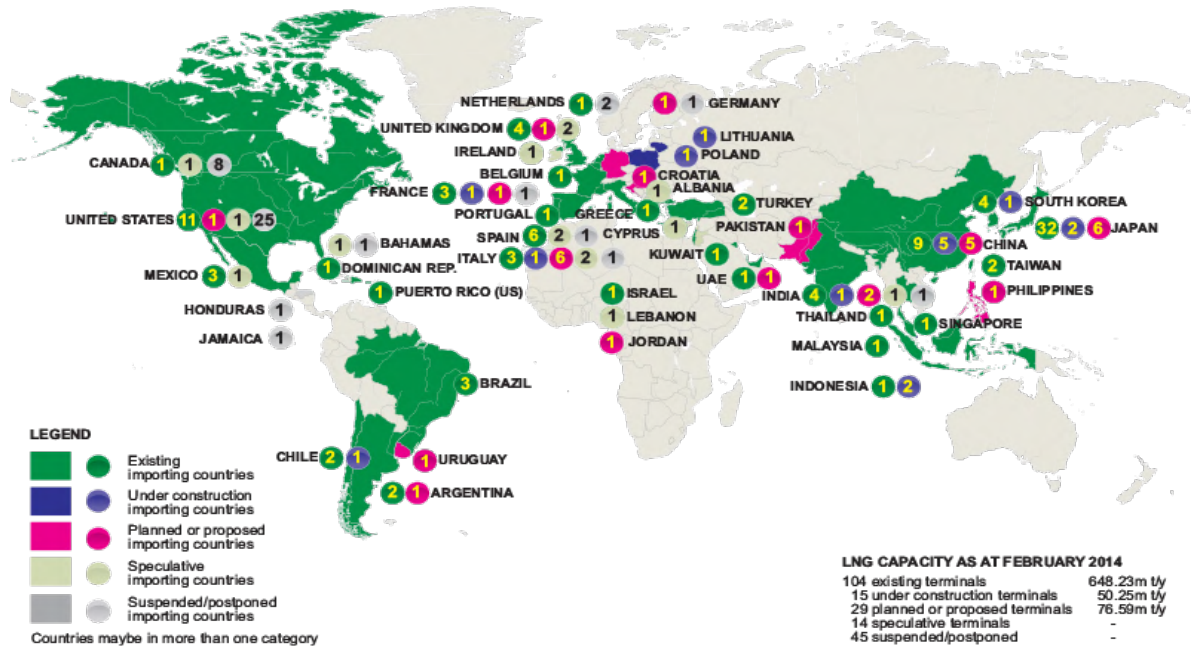 NETHERLANDS 1 2
1 1 GERMANY
UNITED KINGDOM 4 1 2
1 LITHUANIA
IRELAND 1
1 POLAND
CANADA 1 1 8
BELGIUM 1
1 CROATIA
FRANCE 3 1 1 1
1 ALBANIA
4 1 SOUTH KOREA
2 TURKEY
PORTUGAL 1
GREECE 1
UNITED STATES 11 1 1 25
PAKISTAN 1
32 2 6 JAPAN
SPAIN 6 2 1
CYPRUS 1
9 5 5 CHINA
1 1 BAHAMAS
KUWAIT 1
ITALY 3 1 6 2 1
2 TAIWAN
1 DOMINICAN REP.
MEXICO 3 1
UAE 1 1
1 PUERTO RICO (US)
1 ISRAEL
INDIA 4 1 2 1 1
1 PHILIPPINES
HONDURAS 1
1 LEBANON
THAILAND 1
1 SINGAPORE
JAMAICA 1
1 JORDAN
MALAYSIA 1
3 BRAZIL
INDONESIA 1 2
CHILE 2 1
1 URUGUAY
2 1 ARGENTINA
LEGEND
Existing
importing countries
Under construction
importing countries
Planned or proposed
importing countries
Speculative
importing countries
Suspended/postponed
importing countries
Countries maybe in more than one category
LNG CAPACITY AS AT FEBRUARY 2014
104 existing terminals 648.23m t/y
15 under construction terminals 50.25m t/y
29 planned or proposed terminals 76.59m t/y
14 speculative terminals -
45 suspended/postponed -